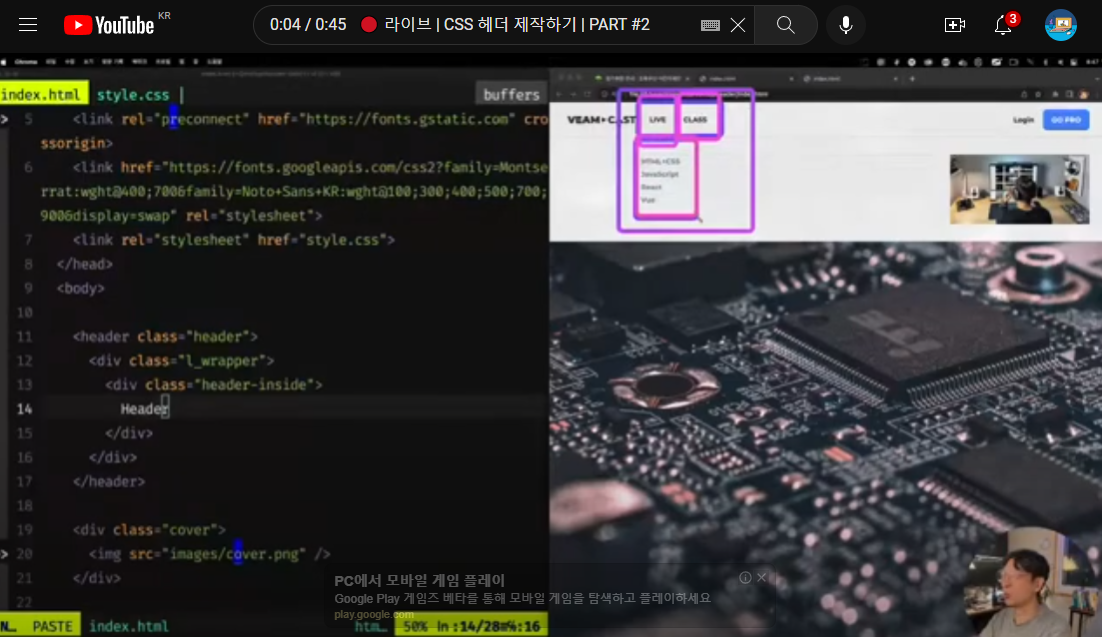 YouTube KR
0:04 / 0:45 🔴 라이브 | CSS 헤더 제작하기 | PART #2
3
index.html style.css | buffers
5 <link rel="preconnect" href="https://fonts.gstatic.com" cro
ssorigin>
6 <link href="https://fonts.googleapis.com/css2?family=Montse
rrat:wght@400;700&family=Noto+Sans+KR:wght@100;300;400;500;700;
900&display=swap" rel="stylesheet">
7 <link rel="stylesheet" href="style.css">
8 </head>
9 <body>
10
11 <header class="header">
12 <div class="l_wrapper">
13 <div class="header-inside">
14 Header
15 </div>
16 </div>
17 </header>
18
19 <div class="cover">
20 <img src="images/cover.png" />
21 </div>
22
N… PASTE index.html htm… 50% ㏑:14/28≡℅:16
VEAM+CAST LIVE CLASS Login GO PRO
HTML+CSS
JavaScript
React
Vue
PC에서 모바일 게임 플레이
Google Play 게임즈 베타를 통해 모바일 게임을 탐색하고 플레이하세요
play.google.com